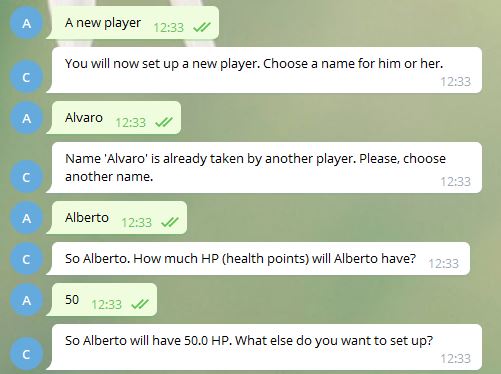 A
A new player 12:33
C
You will now set up a new player. Choose a name for him or her.
12:33
A
Alvaro 12:33
C
Name 'Alvaro' is already taken by another player. Please, choose
another name. 12:33
A
Alberto 12:33
C
So Alberto. How much HP (health points) will Alberto have? 12:33
A
50 12:33
C
So Alberto will have 50.0 HP. What else do you want to set up?
12:33